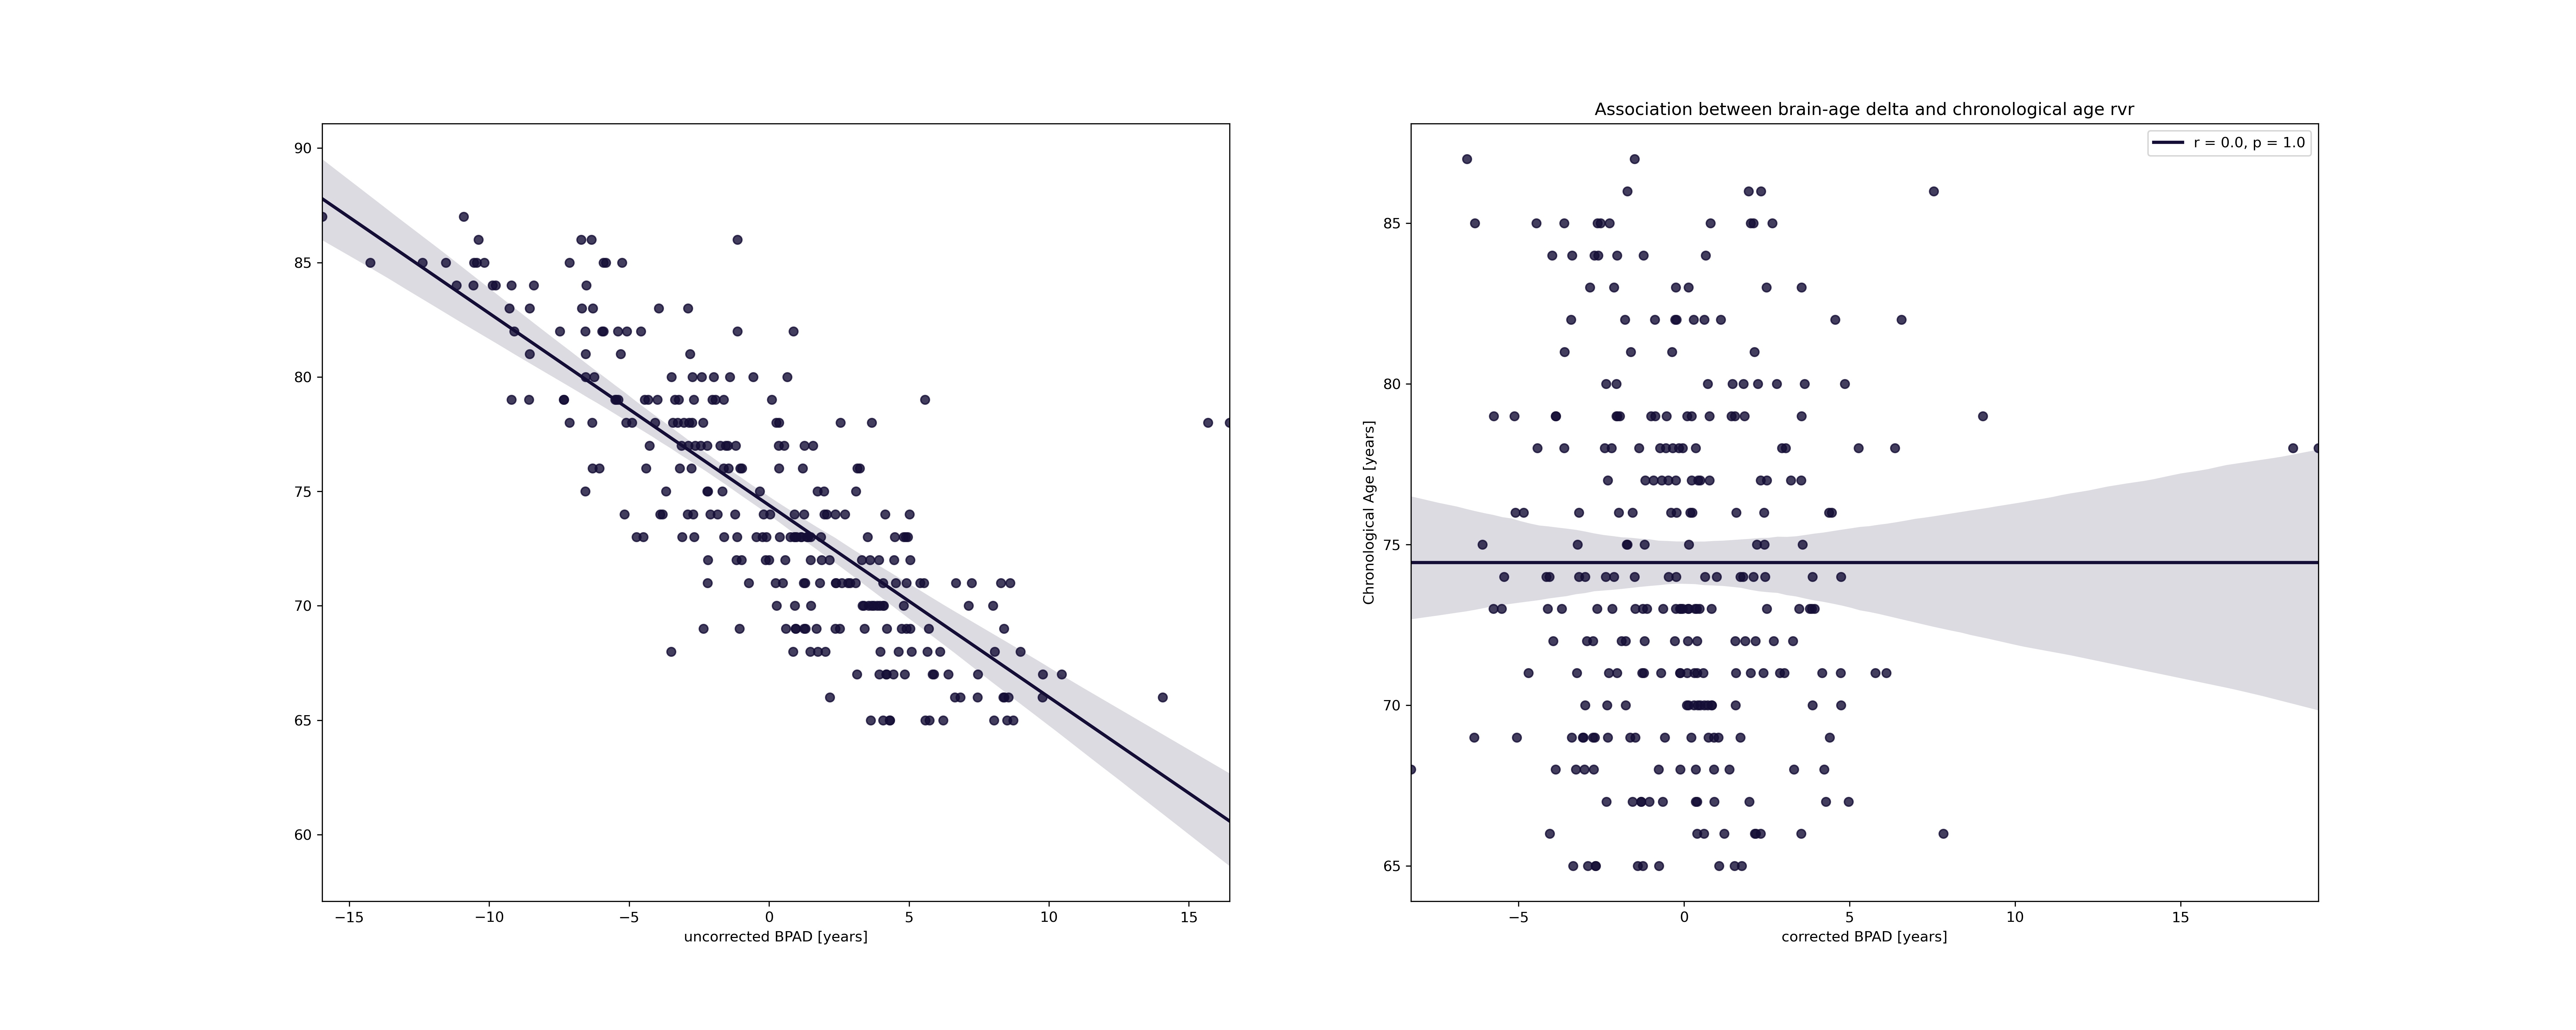 90
85
80
75
70
65
60
−15 −10 −5 0 5 10 15
uncorrected BPAD [years]
Association between brain-age delta and chronological age rvr
r = 0.0, p = 1.0
Chronological Age [years]
85
80
75
70
65
−5 0 5 10 15
corrected BPAD [years]